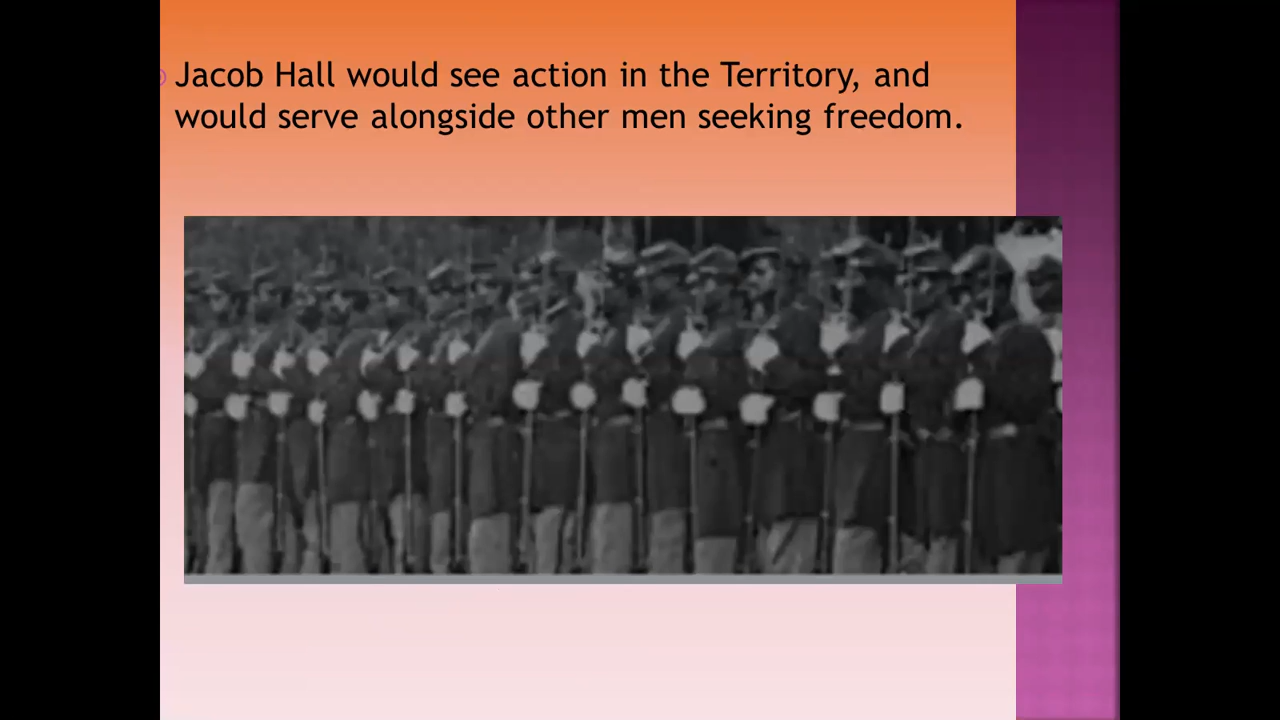 Jacob Hall would see action in the Territory, and
would serve alongside other men seeking freedom.